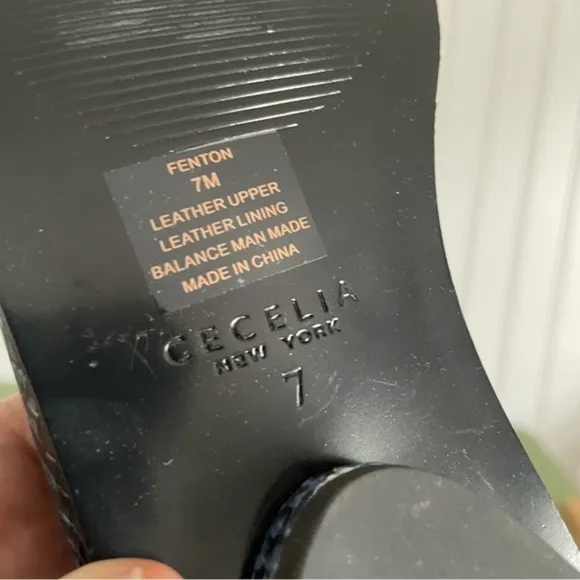 FENTON
7M
LEATHER UPPER
LEATHER LINING
BALANCE MAN MADE
MADE IN CHINA
CECELIA
NEW YORK
7